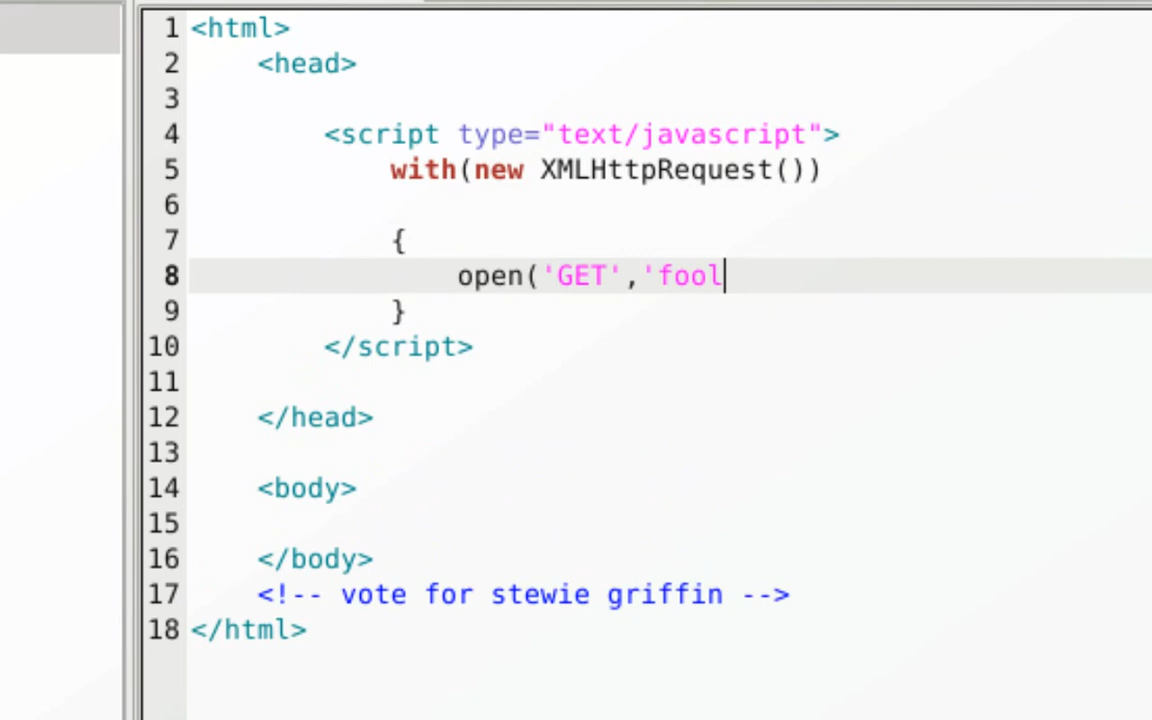 1 <html>
2 <head>
3
4 <script type="text/javascript">
5 with(new XMLHttpRequest())
6
7 {
8 open('GET','fool
9 }
10 </script>
11
12 </head>
13
14 <body>
15
16 </body>
17 <!-- vote for stewie griffin -->
18 </html>